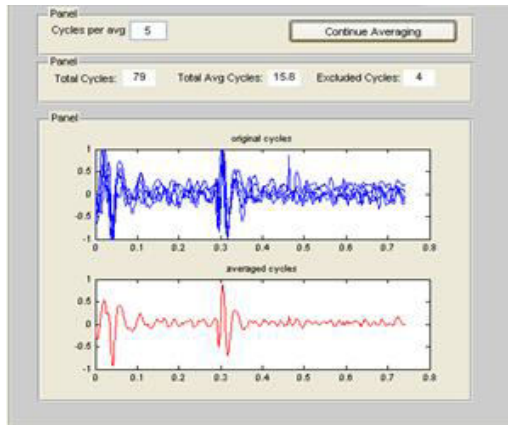 Panel
Cycles per avg 5 Continue Averaging
Panel
Total Cycles: 79 Total Avg Cycles: 15.8 Excluded Cycles: 4
Panel
original cycles
1
0.5
0
-0.5
-1
0 0.1 0.2 0.3 0.4 0.5 0.6 0.7 0.8
averaged cycles
1
0.5
0
-0.5
-1
0 0.1 0.2 0.3 0.4 0.5 0.6 0.7 0.8